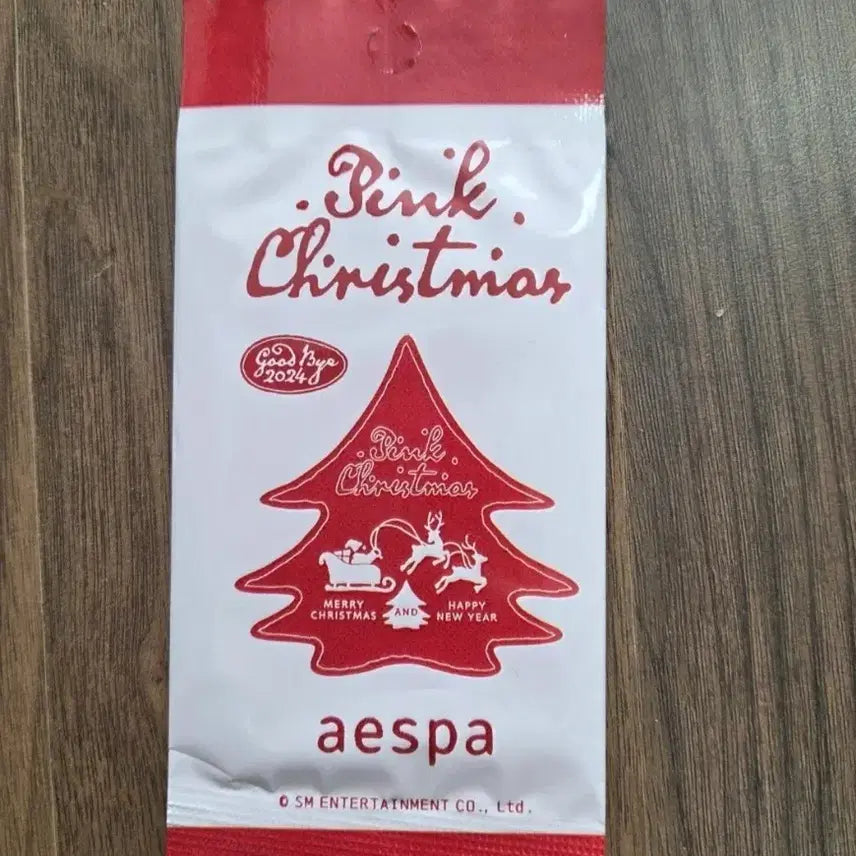 .Pink.
Christmas
Good Bye
2024
.Pink.
Christmas
MERRY
CHRISTMAS
AND
HAPPY
NEW YEAR
aespa
© SM ENTERTAINMENT CO., Ltd.